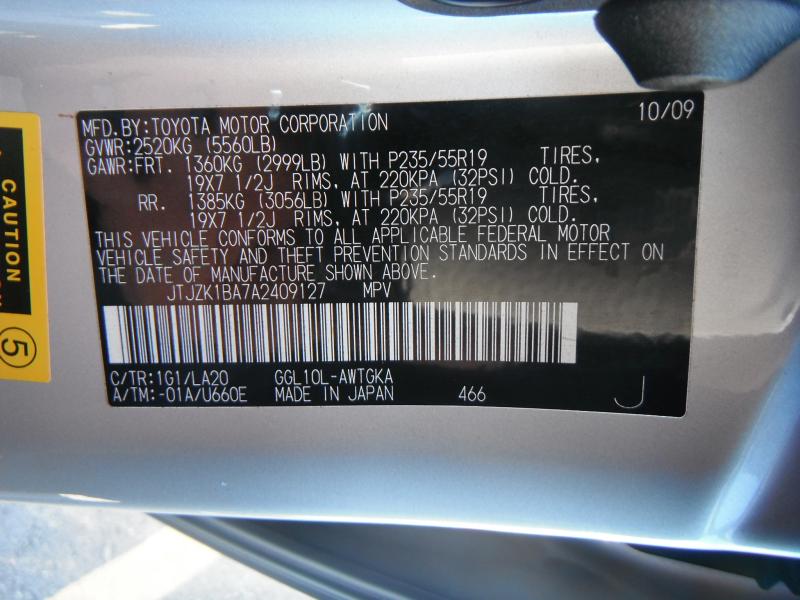 MFD.BY:TOYOTA MOTOR CORPORATION 10/09
GVWR:2520KG (5560LB)
GAWR:FRT. 1360KG (2999LB) WITH P235/55R19 TIRES,
19X7 1/2J RIMS, AT 220KPA (32PSI) COLD.
RR. 1385KG (3056LB) WITH P235/55R19 TIRES,
19X7 1/2J RIMS, AT 220KPA (32PSI) COLD.
THIS VEHICLE CONFORMS TO ALL APPLICABLE FEDERAL MOTOR
VEHICLE SAFETY AND THEFT PREVENTION STANDARDS IN EFFECT ON
THE DATE OF MANUFACTURE SHOWN ABOVE.
JTJZK1BA7A2409127 MPV
C/TR:1G1/LA20 GGL10L-AWTGKA
A/TM:-01A/U660E MADE IN JAPAN 466 J
CAUTION
5